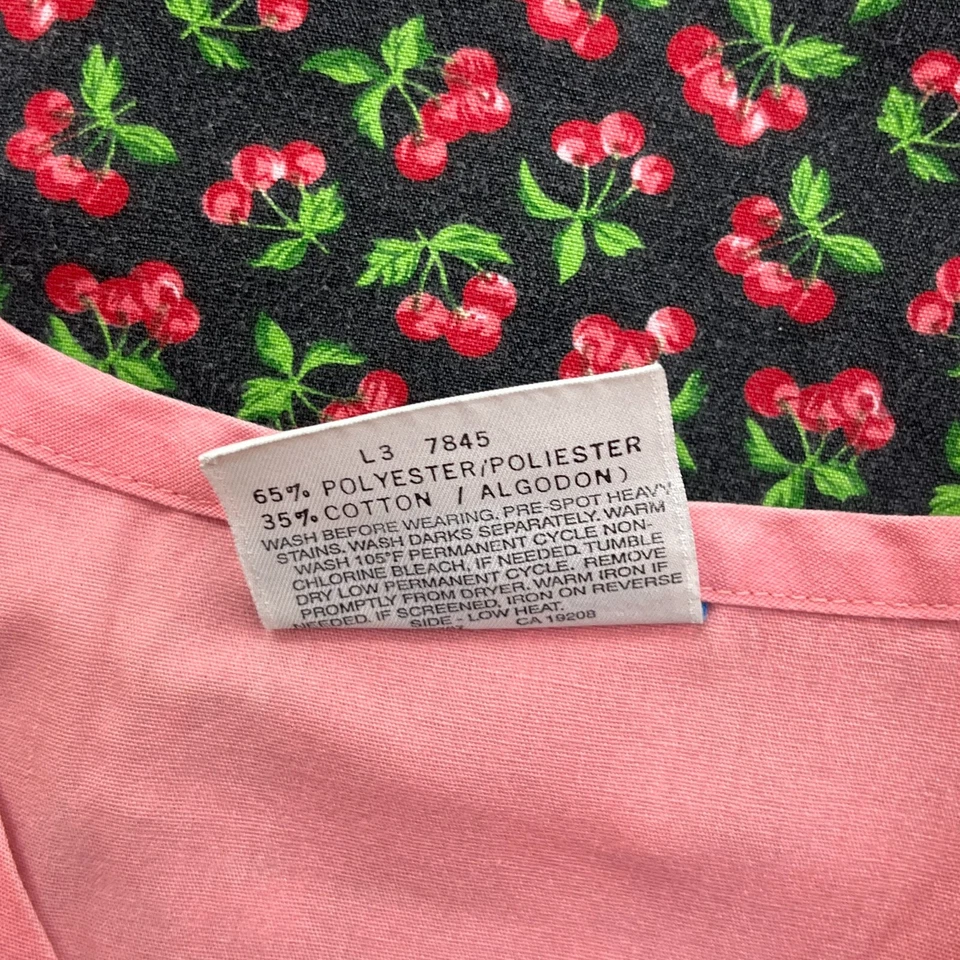 L3 7845
65% POLYESTER/POLIESTER
35% COTTON / ALGODON)
WASH BEFORE WEARING. PRE-SPOT HEAVY
STAINS. WASH DARKS SEPARATELY. WARM
WASH 105°F PERMANENT CYCLE NON-
CHLORINE BLEACH, IF NEEDED. TUMBLE
DRY LOW PERMANENT CYCLE. REMOVE
PROMPTLY FROM DRYER. WARM IRON IF
NEEDED. IF SCREENED, IRON ON REVERSE
SIDE - LOW HEAT.
CA 19208